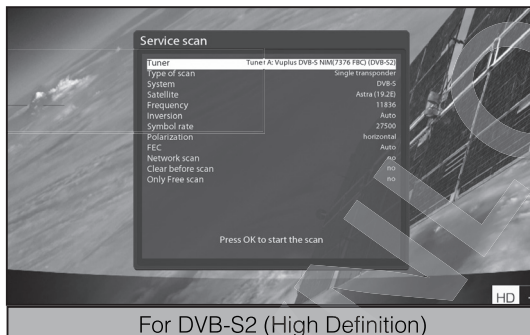 Service scan
Tuner Tuner A: Vuplus DVB-S NIM(7376 FBC) (DVB-S2)
Type of scan Single transponder
System DVB-S
Satellite Astra (19.2E)
Frequency 11836
Inversion Auto
Symbol rate 27500
Polarization horizontal
FEC Auto
Network scan no
Clear before scan no
Only Free scan no
Press OK to start the scan
HD
For DVB-S2 (High Definition)